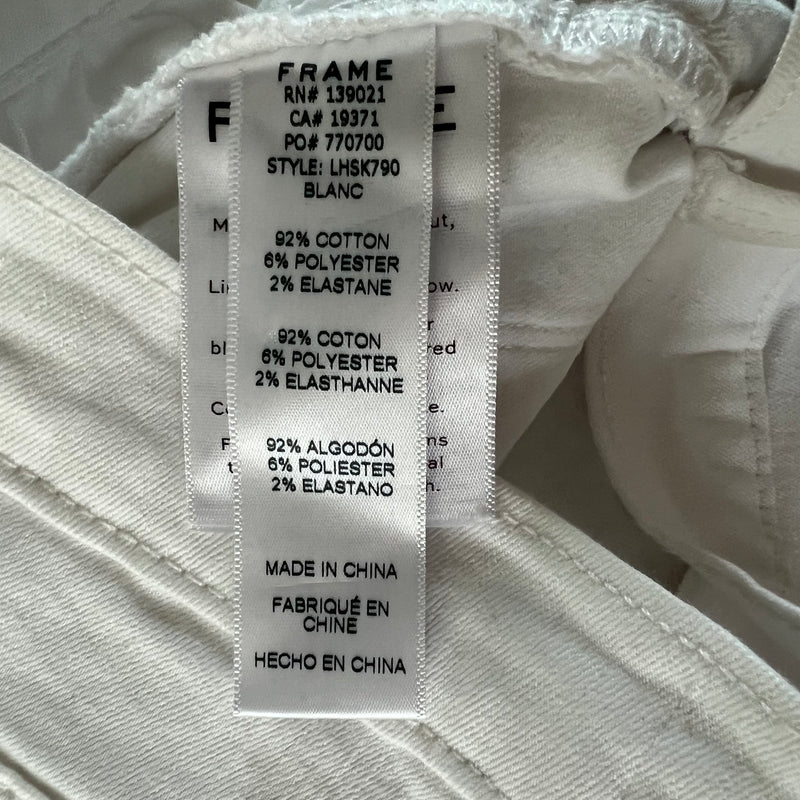 FRAME
RN# 139021
CA# 19371
PO# 770700
STYLE: LHSK790
BLANC
92% COTTON
6% POLYESTER
2% ELASTANE
92% COTON
6% POLYESTER
2% ELASTHANNE
92% ALGODÓN
6% POLIESTER
2% ELASTANO
MADE IN CHINA
FABRIQUÉ EN
CHINE
HECHO EN CHINA